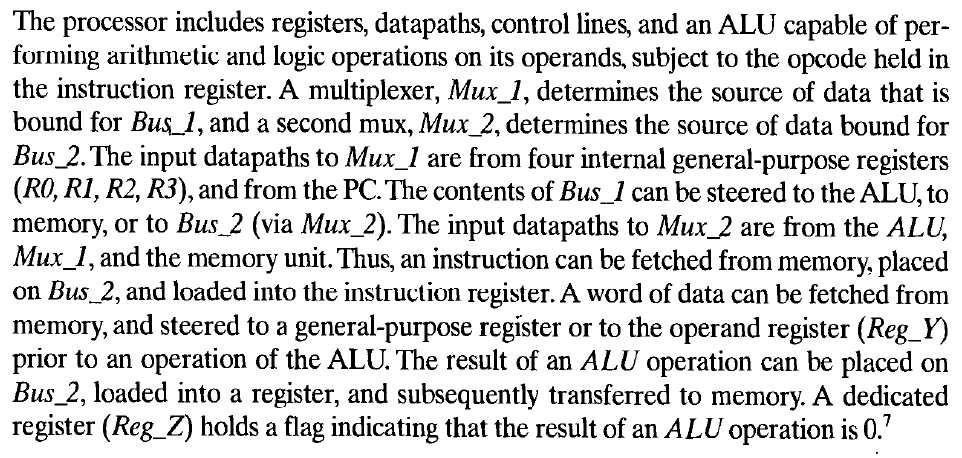 The processor includes registers, datapaths, control lines, and an ALU capable of per-
forming arithmetic and logic operations on its operands, subject to the opcode held in
the instruction register. A multiplexer, Mux_1, determines the source of data that is
bound for Bus_1, and a second mux, Mux_2, determines the source of data bound for
Bus_2. The input datapaths to Mux_1 are from four internal general-purpose registers
(R0, R1, R2, R3), and from the PC. The contents of Bus_1 can be steered to the ALU, to
memory, or to Bus_2 (via Mux_2). The input datapaths to Mux_2 are from the ALU,
Mux_1, and the memory unit. Thus, an instruction can be fetched from memory, placed
on Bus_2, and loaded into the instruction register. A word of data can be fetched from
memory, and steered to a general-purpose register or to the operand register (Reg_Y)
prior to an operation of the ALU. The result of an ALU operation can be placed on
Bus_2, loaded into a register, and subsequently transferred to memory. A dedicated
register (Reg_Z) holds a flag indicating that the result of an ALU operation is 0.7